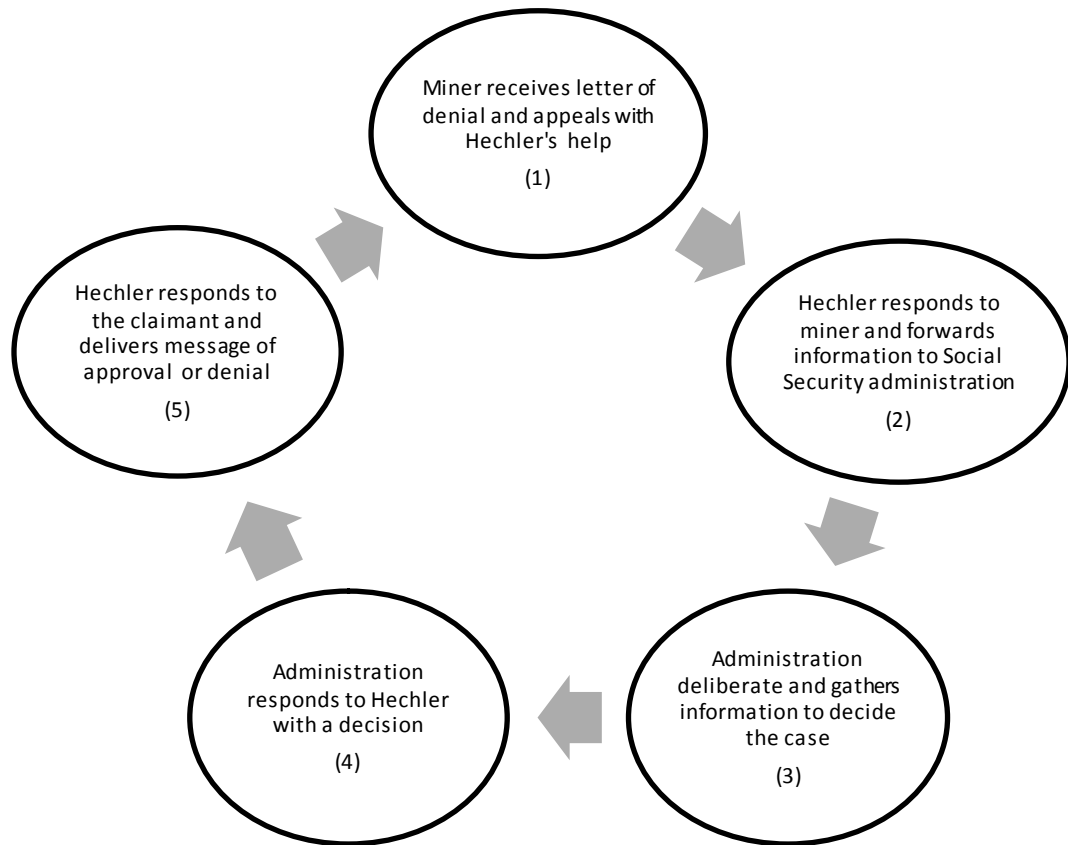 Miner receives letter of
denial and appeals with
Hechler's help
(1)
Hechler responds to
miner and forwards
information to Social
Security administration
(2)
Administration
deliberate and gathers
information to decide
the case
(3)
Administration
responds to Hechler
with a decision
(4)
Hechler responds to
the claimant and
delivers message of
approval or denial
(5)